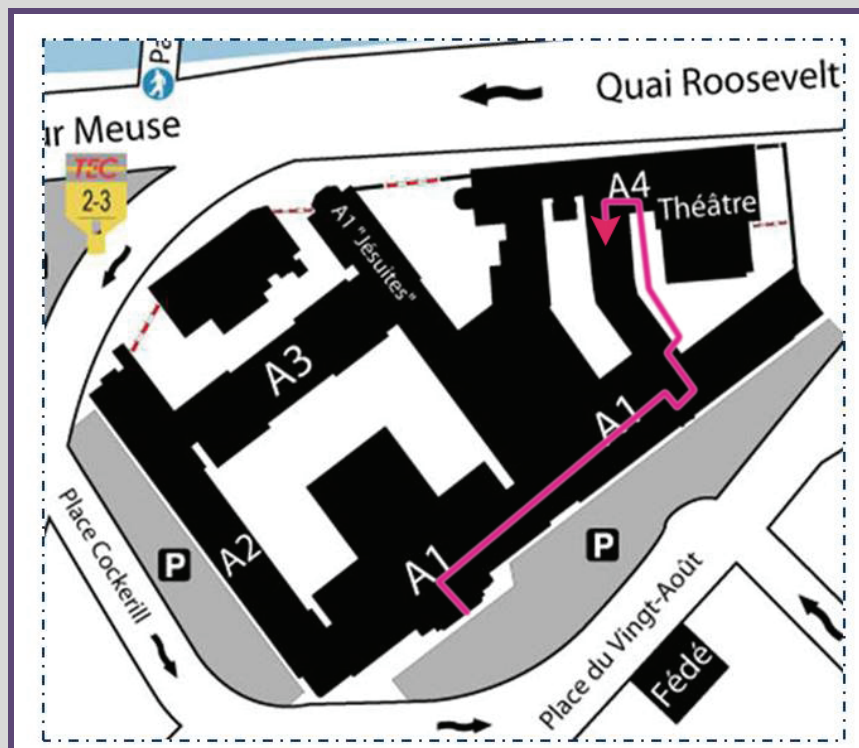 Quai Roosevelt
ur Meuse
TEC
2-3
A4
Théâtre
A1 "Jésuites"
A3
A1
A2
A1
P
P
Place Cockerill
Place du Vingt-Août
Fédé